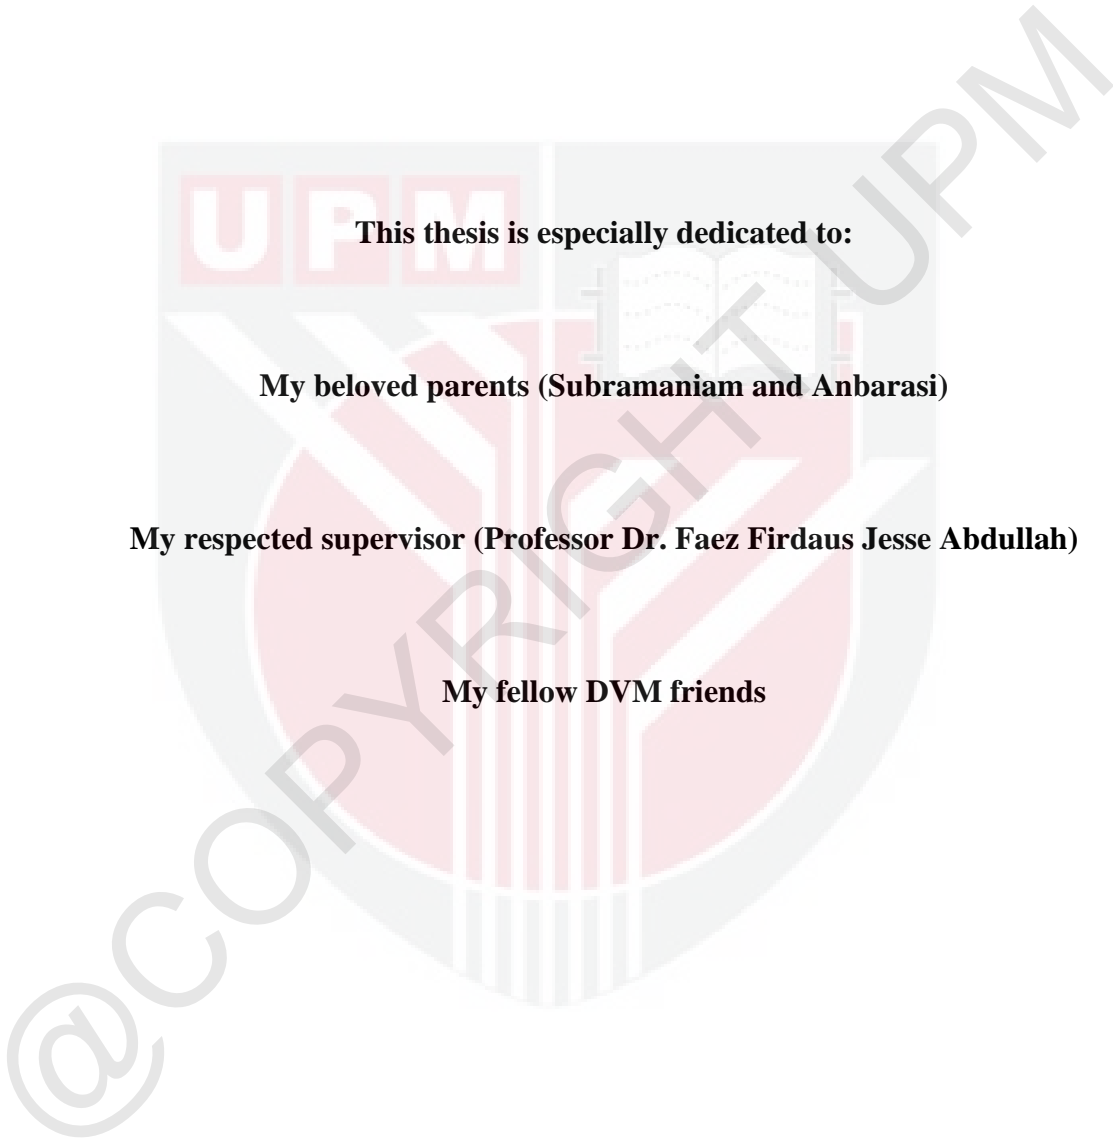 UPM
This thesis is especially dedicated to:
My beloved parents (Subramaniam and Anbarasi)
My respected supervisor (Professor Dr. Faez Firdaus Jesse Abdullah)
My fellow DVM friends
@COPYRIGHT UPM